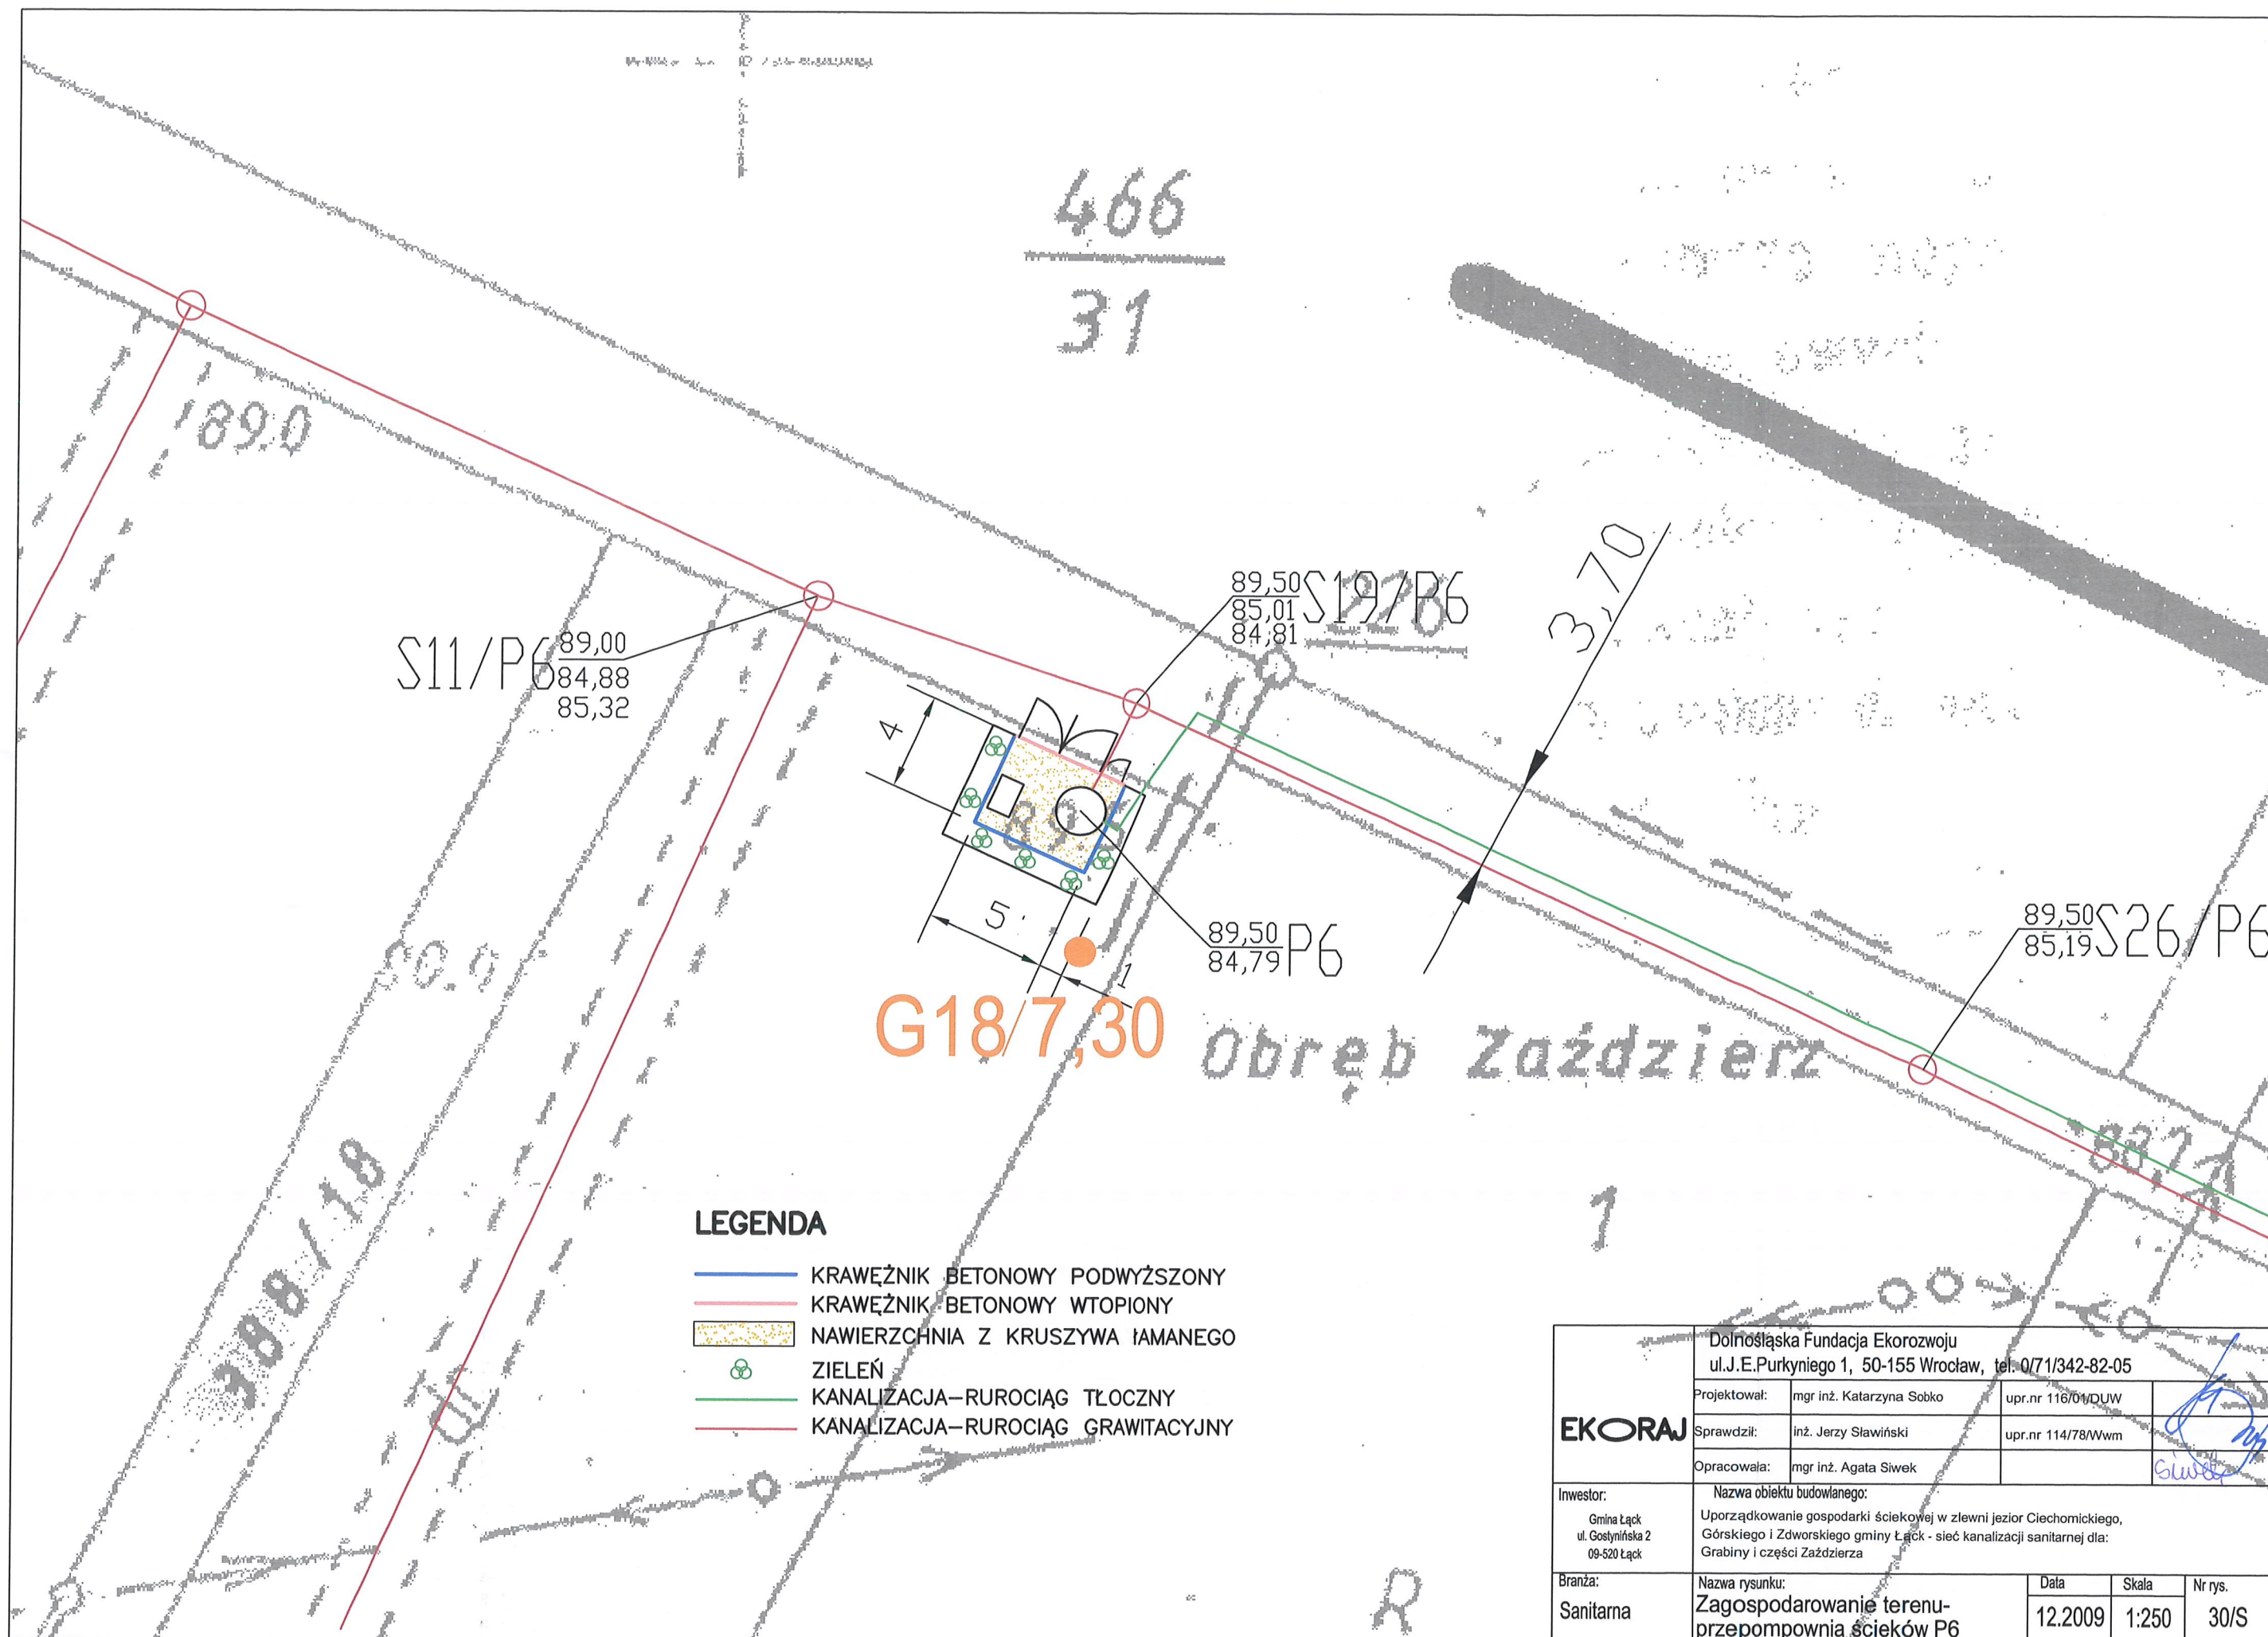 466
31
89.0
3,70
89,50
85,01
84,81
S19/P6
228
S11/P6
89,00
84,88
85,32
4
5
1
89,50
84,79
P6
89,50
85,19
S26/P6
G18/7,30
Obręb Zaździerz
388/18
1
R
LEGENDA
KRAWĘŻNIK BETONOWY PODWYŻSZONY
KRAWĘŻNIK BETONOWY WTOPIONY
NAWIERZCHNIA Z KRUSZYWA ŁAMANEGO
ZIELEŃ
KANALIZACJA-RUROCIĄG TŁOCZNY
KANALIZACJA-RUROCIĄG GRAWITACYJNY
EKORAJ
Dolnośląska Fundacja Ekorozwoju
ul.J.E.Purkyniego 1, 50-155 Wrocław, tel. 0/71/342-82-05
Projektował: mgr inż. Katarzyna Sobko upr.nr 116/01/DUW
Sprawdził: inż. Jerzy Sławiński upr.nr 114/78/Wwm
Opracowała: mgr inż. Agata Siwek Siwek
Inwestor:
Gmina Łąck
ul. Gostynińska 2
09-520 Łąck
Nazwa obiektu budowlanego:
Uporządkowanie gospodarki ściekowej w zlewni jezior Ciechomickiego,
Górskiego i Zdworskiego gminy Łąck - sieć kanalizacji sanitarnej dla:
Grabiny i części Zaździerza
Branża:
Sanitarna
Nazwa rysunku:
Zagospodarowanie terenu-
przepompownia ścieków P6
Data
12.2009
Skala
1:250
Nr rys.
30/S